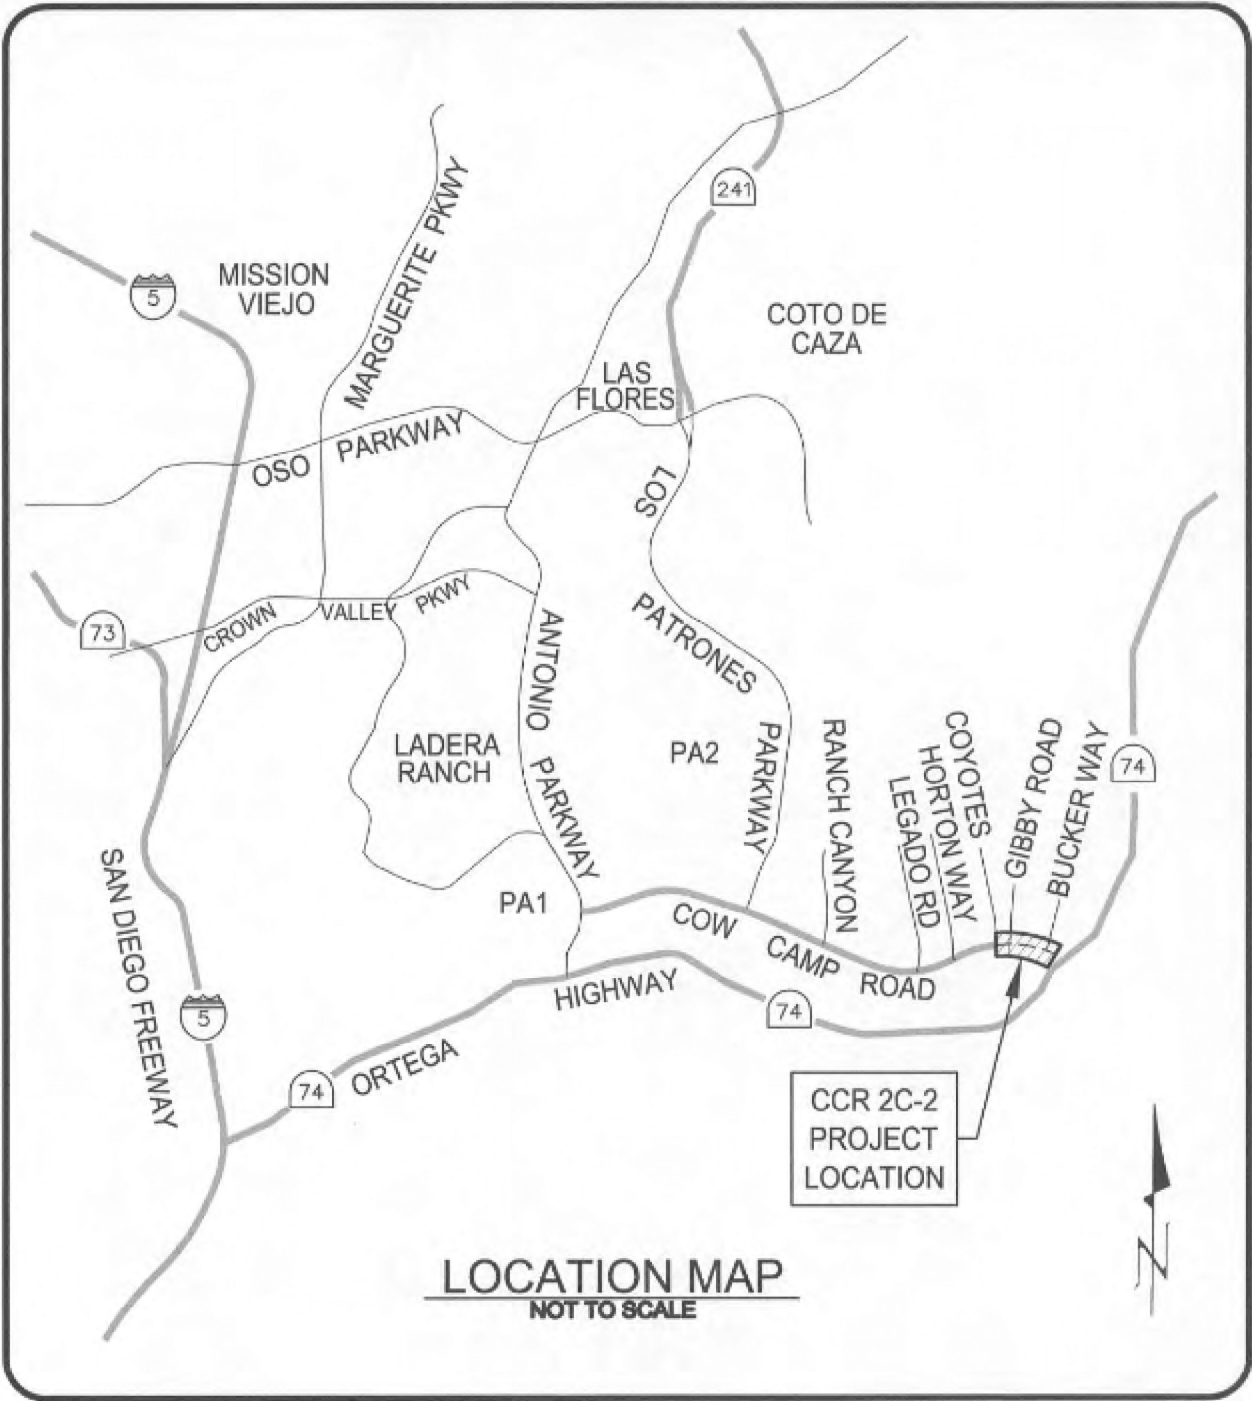 241
MARGUERITE PKWY
MISSION
VIEJO
5
COTO DE
CAZA
LAS
FLORES
OSO PARKWAY
LOS
PATRONES
PARKWAY
73
CROWN
VALLEY
PKWY
ANTONIO
PARKWAY
LADERA
RANCH
PA2
RANCH CANYON
LEGADO RD
HORTON WAY
COYOTES
GIBBY ROAD
BUCKER WAY
74
SAN DIEGO FREEWAY
PA1
COW CAMP ROAD
5
HIGHWAY
74
74
ORTEGA
CCR 2C-2
PROJECT
LOCATION
N
LOCATION MAP
NOT TO SCALE